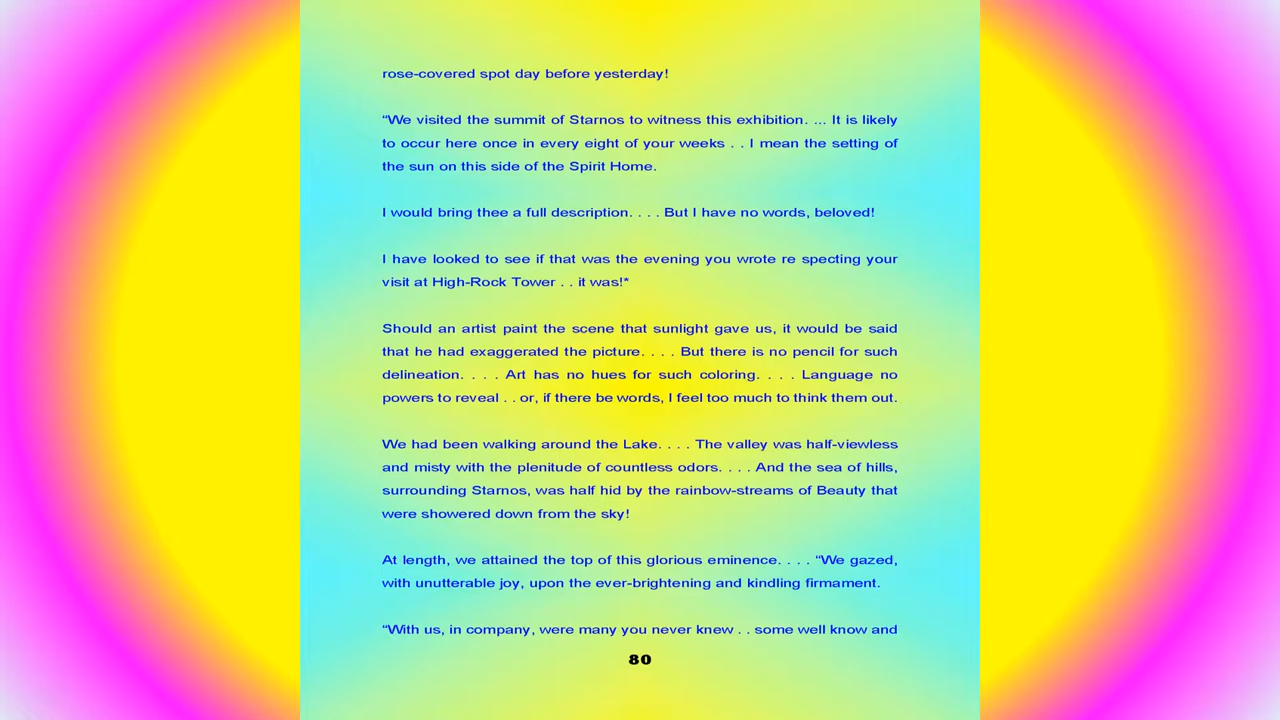 rose-covered spot day before yesterday!
“We visited the summit of Starnos to witness this exhibition. ... It is likely
to occur here once in every eight of your weeks . . I mean the setting of
the sun on this side of the Spirit Home.
I would bring thee a full description. . . . But I have no words, beloved!
I have looked to see if that was the evening you wrote re specting your
visit at High-Rock Tower . . it was!*
Should an artist paint the scene that sunlight gave us, it would be said
that he had exaggerated the picture. . . . But there is no pencil for such
delineation. . . . Art has no hues for such coloring. . . . Language no
powers to reveal . . or, if there be words, I feel too much to think them out.
We had been walking around the Lake. . . . The valley was half-viewless
and misty with the plenitude of countless odors. . . . And the sea of hills,
surrounding Starnos, was half hid by the rainbow-streams of Beauty that
were showered down from the sky!
At length, we attained the top of this glorious emînence. . . . “We gazed,
with unutterable joy, upon the ever-brightening and kindling firmament.
“With us, in company, were many you never knew . . some well know and
80